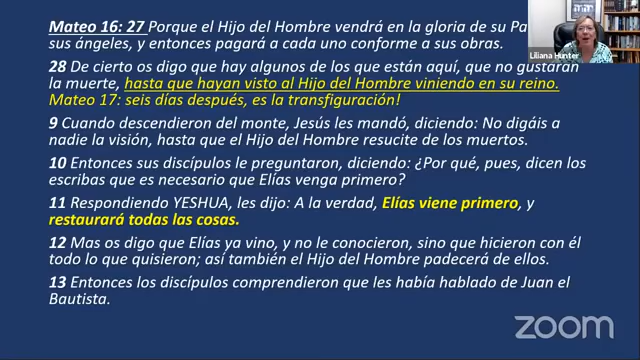 Mateo 16: 27 Porque el Hijo del Hombre vendrá en la gloria de su Pa
sus ángeles, y entonces pagará a cada uno conforme a sus obras.
28 De cierto os digo que hay algunos de los que están aquí, que no gustarán
la muerte, hasta que hayan visto al Hijo del Hombre viniendo en su reino.
Mateo 17: seis días después, es la transfiguración!
9 Cuando descendieron del monte, Jesús les mandó, diciendo: No digáis a
nadie la visión, hasta que el Hijo del Hombre resucite de los muertos.
10 Entonces sus discípulos le preguntaron, diciendo: ¿Por qué, pues, dicen los
escribas que es necesario que Elías venga primero?
11 Respondiendo YESHUA, les dijo: A la verdad, Elías viene primero, y
restaurará todas las cosas.
12 Mas os digo que Elías ya vino, y no le conocieron, sino que hicieron con él
todo lo que quisieron; así también el Hijo del Hombre padecerá de ellos.
13 Entonces los discípulos comprendieron que les había hablado de Juan el
Bautista.
Liliana Hunter
zoom